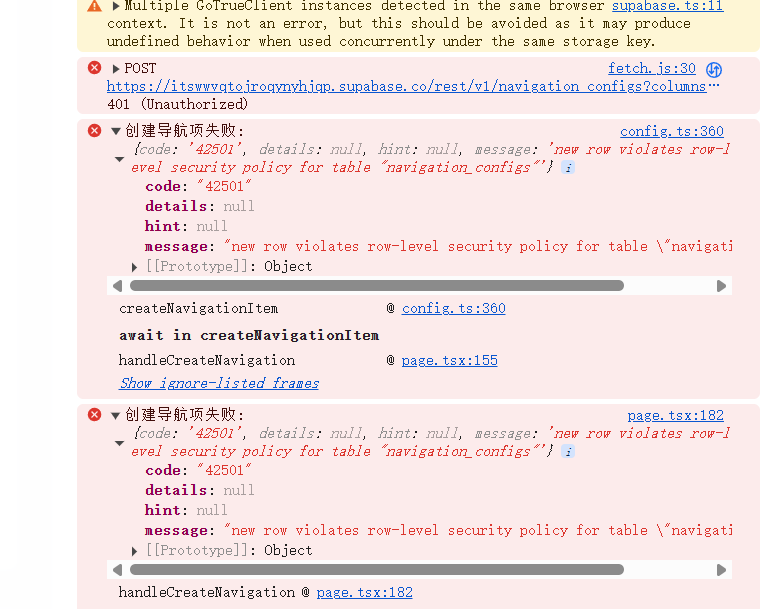 Multiple GoTrueClient instances detected in the same browser supabase.ts:11
context. It is not an error, but this should be avoided as it may produce
undefined behavior when used concurrently under the same storage key.
POST fetch.js:30
https://itswwvqtojroqynyhjqp.supabase.co/rest/v1/navigation_configs?columns…
401 (Unauthorized)
创建导航项失败: config.ts:360
{code: '42501', details: null, hint: null, message: 'new row violates row-l
evel security policy for table "navigation_configs"'} i
code: "42501"
details: null
hint: null
message: "new row violates row-level security policy for table \"navigati
[[Prototype]]: Object
createNavigationItem @ config.ts:360
await in createNavigationItem
handleCreateNavigation @ page.tsx:155
Show ignore-listed frames
创建导航项失败: page.tsx:182
{code: '42501', details: null, hint: null, message: 'new row violates row-l
evel security policy for table "navigation_configs"'} i
code: "42501"
details: null
hint: null
message: "new row violates row-level security policy for table \"navigati
[[Prototype]]: Object
handleCreateNavigation @ page.tsx:182